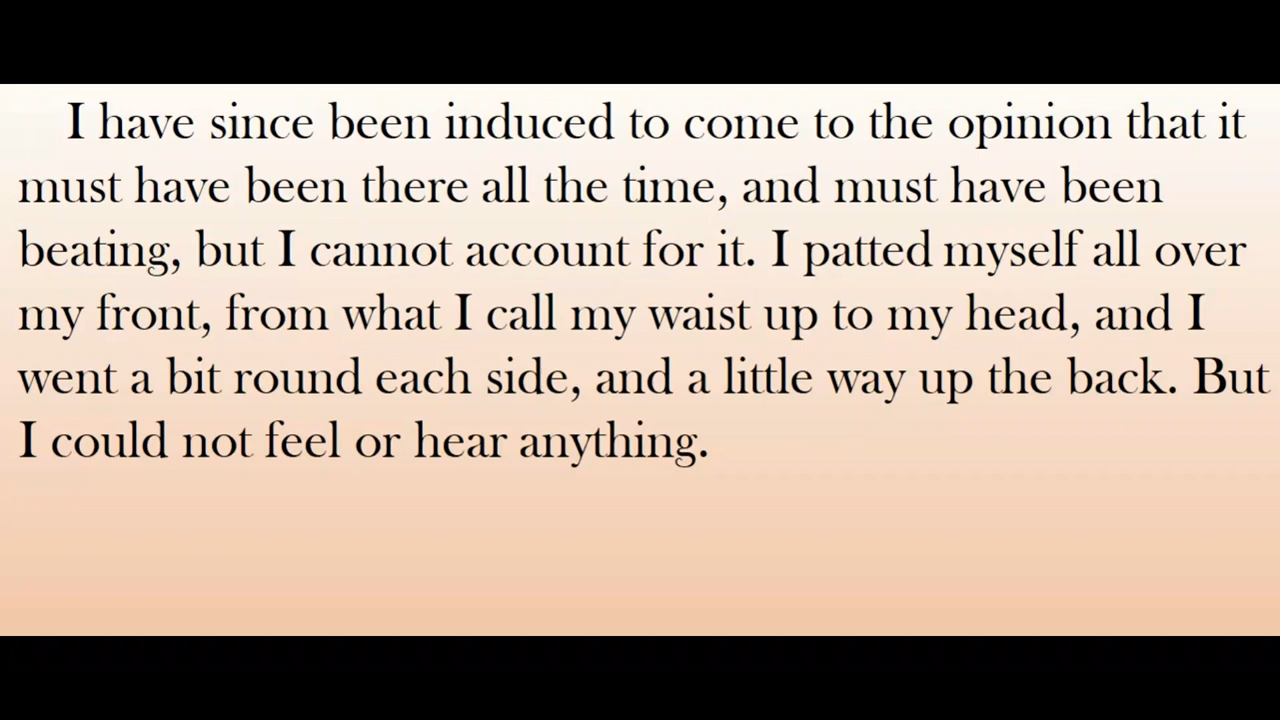 I have since been induced to come to the opinion that it
must have been there all the time, and must have been
beating, but I cannot account for it. I patted myself all over
my front, from what I call my waist up to my head, and I
went a bit round each side, and a little way up the back. But
I could not feel or hear anything.